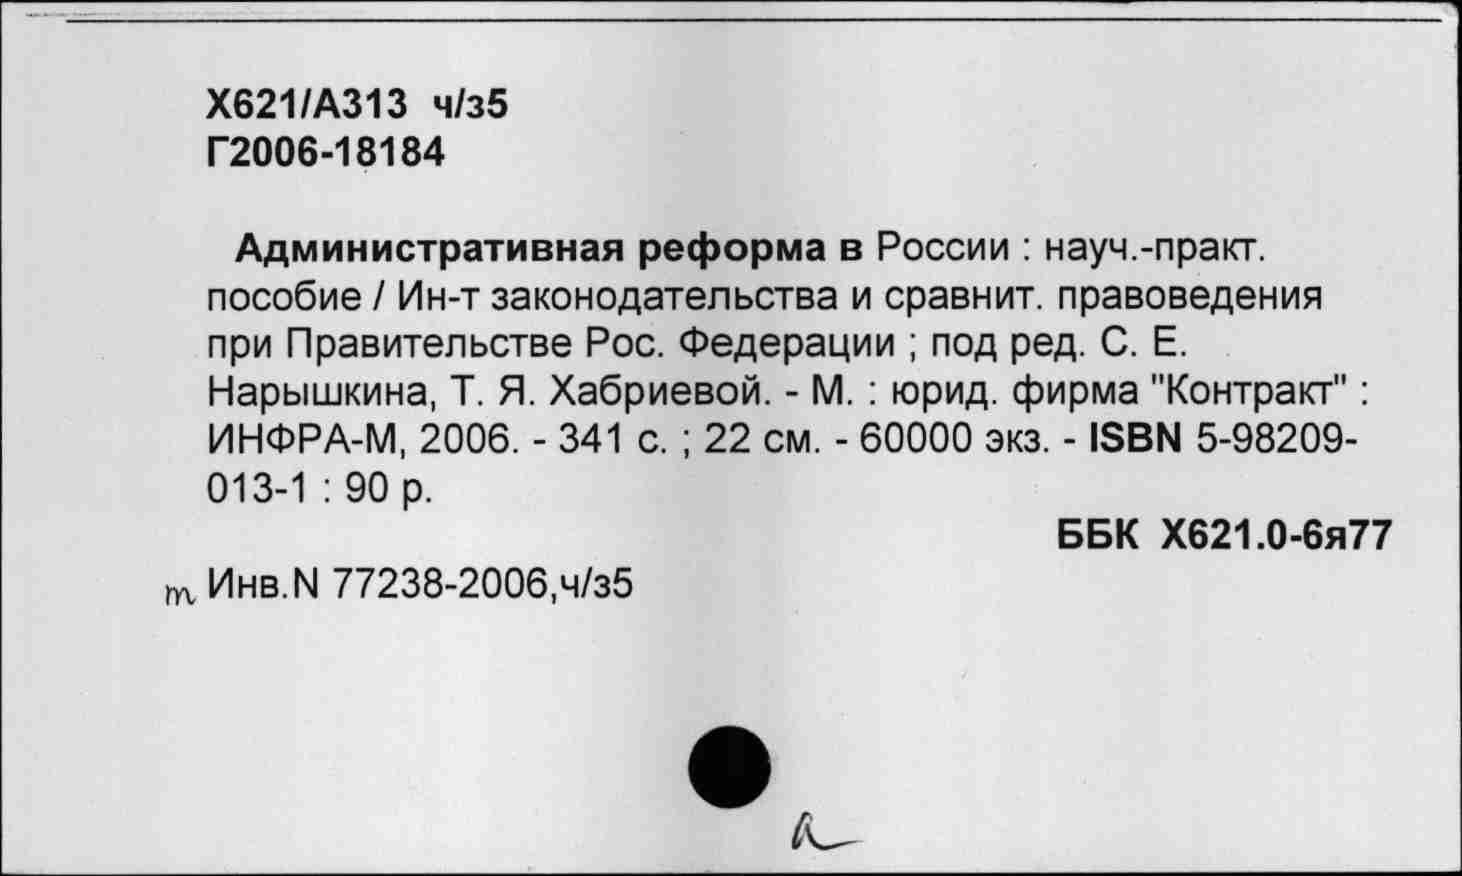 Х621/А313 ч/з5
Г2006-18184
Административная реформа в России : науч.-практ.
пособие / Ин-т законодательства и сравнит. правоведения
при Правительстве Рос. Федерации ; под ред. С. Е.
Нарышкина, Т. Я. Хабриевой. - М. : юрид. фирма "Контракт" :
ИНФРА-М, 2006. - 341 с. ; 22 см. - 60000 экз. - ISBN 5-98209-
013-1 : 90 р.
ББК Х621.0-6я77
Инв.N 77238-2006,ч/з5